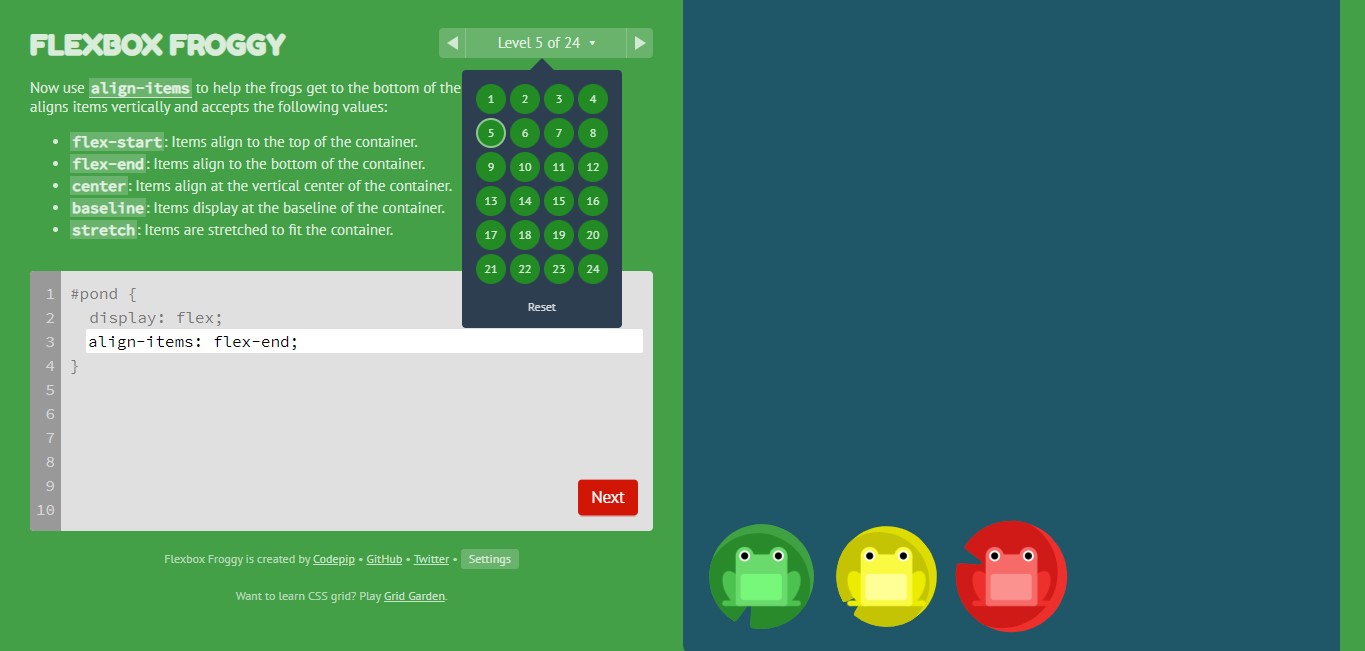 FLEXBOX FROGGY
◀ Level 5 of 24 ▾ ▶
Now use align-items to help the frogs get to the bottom of the
aligns items vertically and accepts the following values:
• flex-start: Items align to the top of the container.
• flex-end: Items align to the bottom of the container.
• center: Items align at the vertical center of the container.
• baseline: Items display at the baseline of the container.
• stretch: Items are stretched to fit the container.
1 2 3 4
5 6 7 8
9 10 11 12
13 14 15 16
17 18 19 20
21 22 23 24
Reset
1 #pond {
2 display: flex;
3 align-items: flex-end;
4 }
5
6
7
8
9
10
Next
Flexbox Froggy is created by Codepip • GitHub • Twitter • Settings
Want to learn CSS grid? Play Grid Garden.